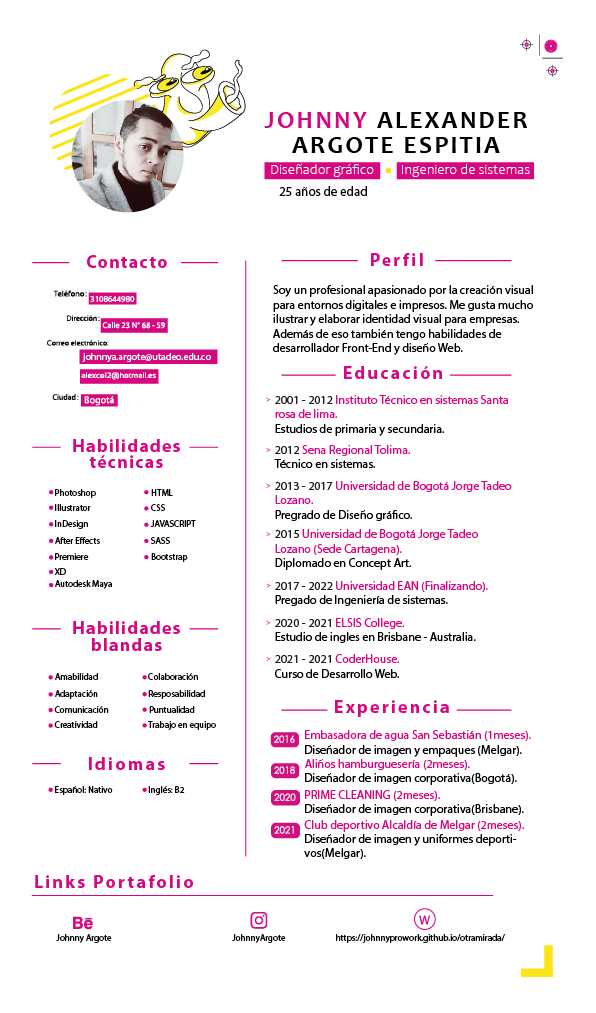 JOHNNY ALEXANDER
ARGOTE ESPITIA
Diseñador gráfico • Ingeniero de sistemas
25 años de edad
Contacto
Teléfono:
3108644980
Dirección:
Calle 23 N° 68 - 59
Correo electrónico:
johnnya.argote@utadeo.edu.co
alexcol2@hotmail.es
Ciudad:
Bogotá
Habilidades
técnicas
Photoshop
Illustrator
InDesign
After Effects
Premiere
XD
Autodesk Maya
HTML
CSS
JAVASCRIPT
SASS
Bootstrap
Habilidades
blandas
Amabilidad
Adaptación
Comunicación
Creatividad
Colaboración
Resposabilidad
Puntualidad
Trabajo en equipo
Idiomas
Español: Nativo
Inglés: B2
Perfil
Soy un profesional apasionado por la creación visual
para entornos digitales e impresos. Me gusta mucho
ilustrar y elaborar identidad visual para empresas.
Además de eso también tengo habilidades de
desarrollador Front-End y diseño Web.
Educación
> 2001 - 2012 Instituto Técnico en sistemas Santa
rosa de lima.
Estudios de primaria y secundaria.
> 2012 Sena Regional Tolima.
Técnico en sistemas.
> 2013 - 2017 Universidad de Bogotá Jorge Tadeo
Lozano.
Pregrado de Diseño gráfico.
> 2015 Universidad de Bogotá Jorge Tadeo
Lozano (Sede Cartagena).
Diplomado en Concept Art.
> 2017 - 2022 Universidad EAN (Finalizando).
Pregado de Ingeniería de sistemas.
> 2020 - 2021 ELSIS College.
Estudio de ingles en Brisbane - Australia.
> 2021 - 2021 CoderHouse.
Curso de Desarrollo Web.
Experiencia
2016 Embasadora de agua San Sebastián (1meses).
Diseñador de imagen y empaques (Melgar).
2018 Aliños hamburguesería (2meses).
Diseñador de imagen corporativa(Bogotá).
2020 PRIME CLEANING (2meses).
Diseñador de imagen corporativa(Brisbane).
2021 Club deportivo Alcaldía de Melgar (2meses).
Diseñador de imagen y uniformes deporti-
vos(Melgar).
Links Portafolio
Bē
Johnny Argote
JohnnyArgote
W
https://johnnyprowork.github.io/otramirada/